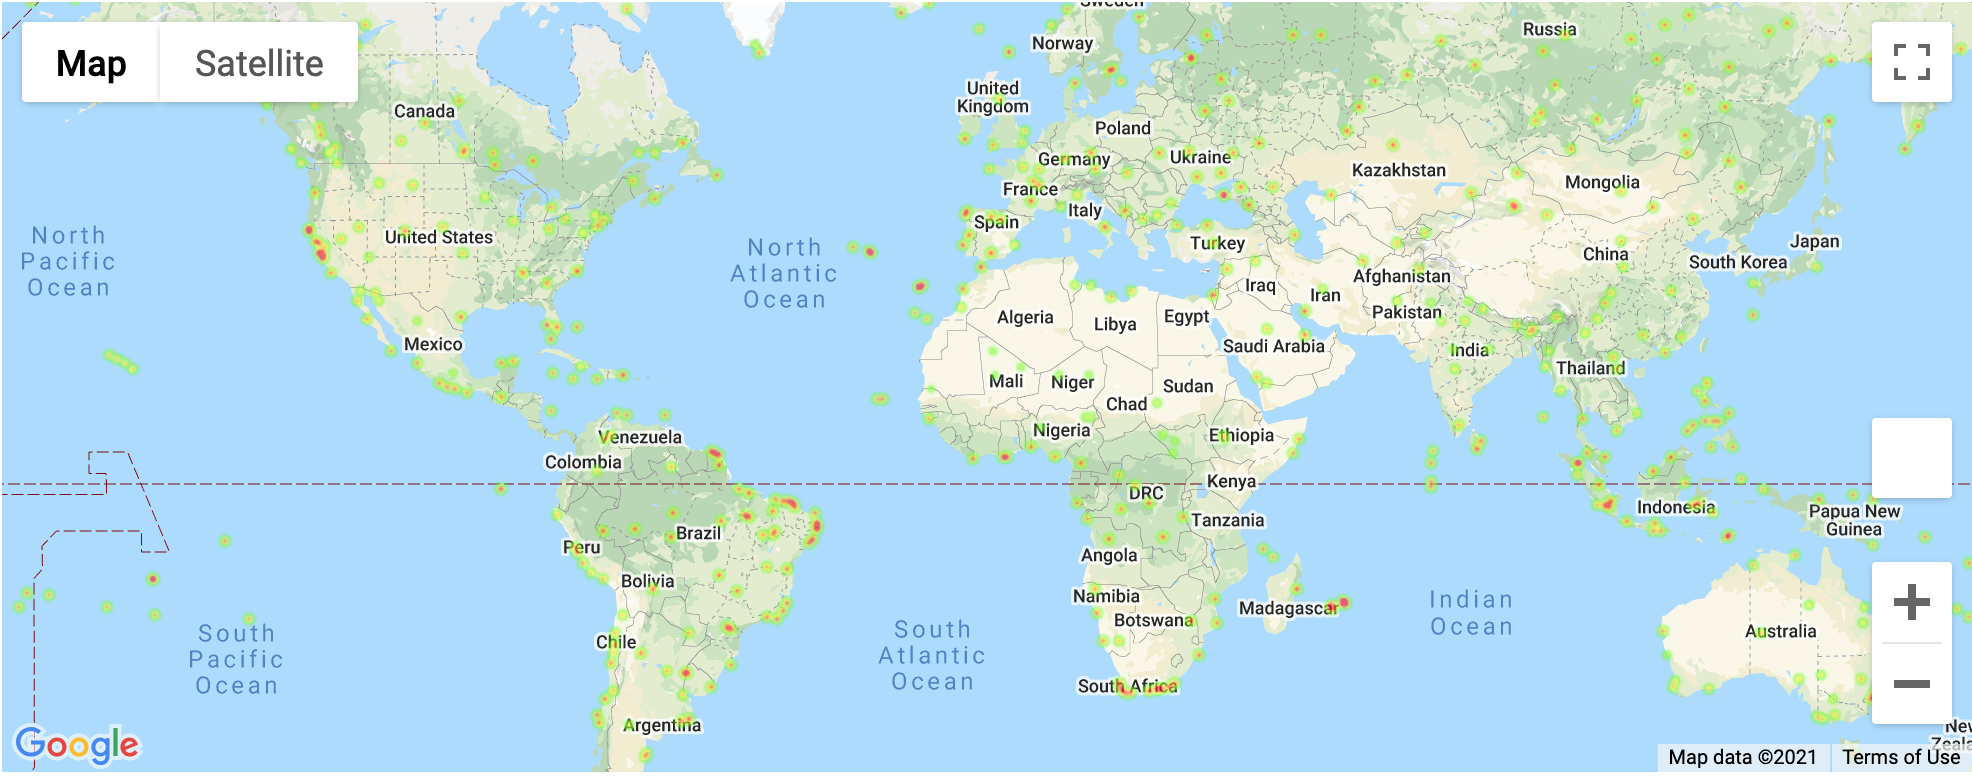 Sweden
Norway
Russia
Map
Satellite
United
Kingdom
Canada
Poland
Germany
Ukraine
Kazakhstan
Mongolia
France
Italy
Spain
North
Pacific
Ocean
United States
North
Atlantic
Ocean
Turkey
China
Japan
South Korea
Afghanistan
Iraq
Iran
Pakistan
Algeria
Libya
Egypt
Mexico
Saudi Arabia
India
Thailand
Mali
Niger
Sudan
Chad
Nigeria
Ethiopia
Venezuela
Colombia
Kenya
DRC
Indonesia
Papua New
Guinea
Tanzania
Brazil
Peru
Angola
Bolivia
Namibia
Madagascar
Botswana
Indian
Ocean
Chile
South
Pacific
Ocean
South
Atlantic
Ocean
Australia
South Africa
Argentina
New
Zeala
Google
Map data ©2021
Terms of Use